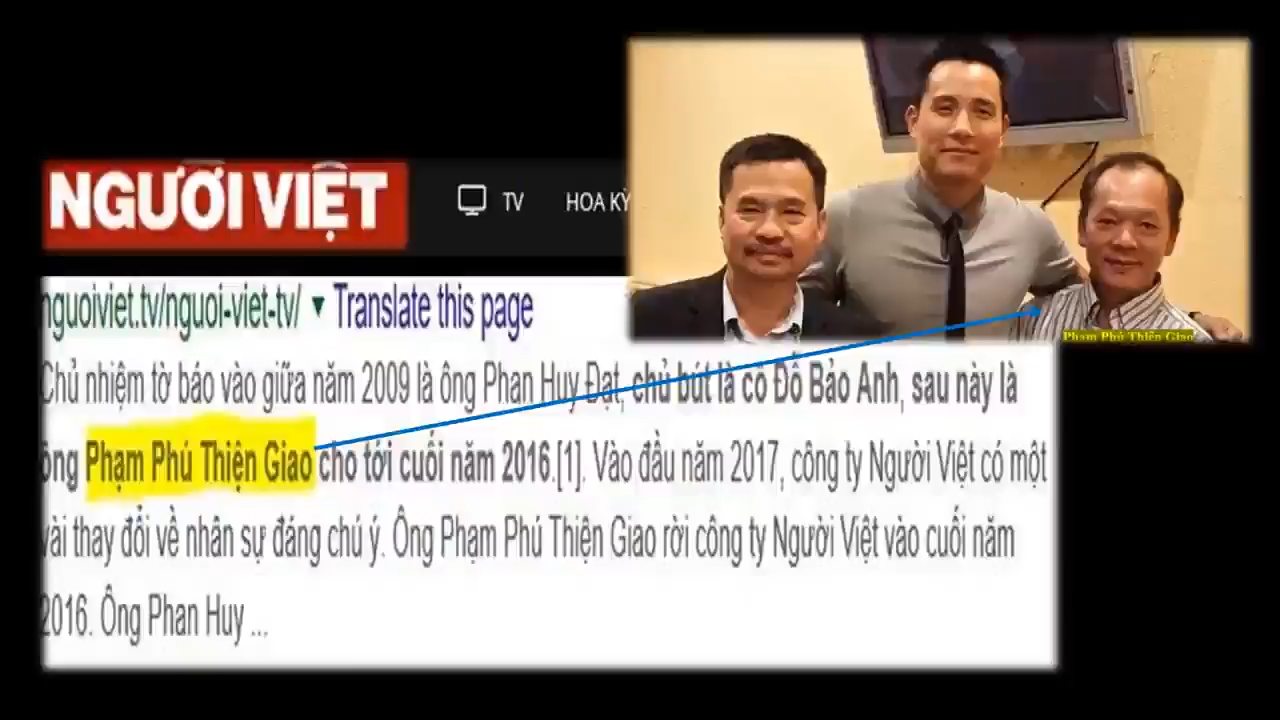 NGƯỜI VIỆT
TV HOA KỲ
nguoiviet.tv/nguoi-viet-tv/ ▼ Translate this page
Chủ nhiệm tờ báo vào giữa năm 2009 là ông Phan Huy Đạt, chủ bút là cô Đỗ Bảo Anh, sau này là
ông Phạm Phú Thiện Giao cho tới cuối năm 2016.[1]. Vào đầu năm 2017, công ty Người Việt có một
vài thay đổi về nhân sự đáng chú ý. Ông Phạm Phú Thiện Giao rời công ty Người Việt vào cuối năm
2016. Ông Phan Huy ...
Phạm Phú Thiện Giao